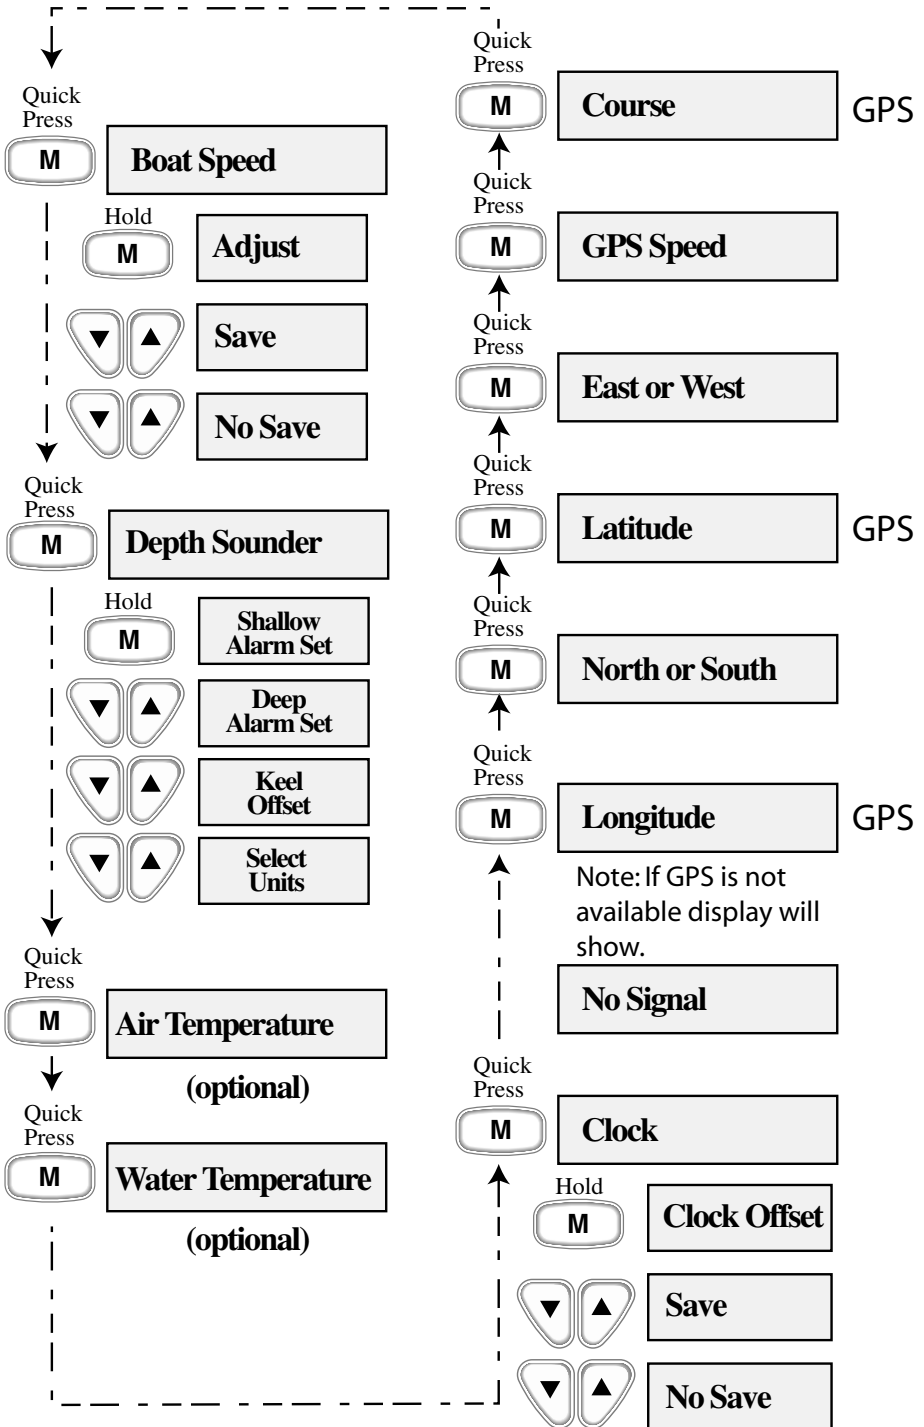 Quick
Press
M
Boat Speed
Hold
M
Adjust
Save
No Save
Quick
Press
M
Depth Sounder
Hold
M
Shallow
Alarm Set
Deep
Alarm Set
Keel
Offset
Select
Units
Quick
Press
M
Air Temperature
(optional)
Quick
Press
M
Water Temperature
(optional)
Quick
Press
M
Course
GPS
Quick
Press
M
GPS Speed
Quick
Press
M
East or West
Quick
Press
M
Latitude
GPS
Quick
Press
M
North or South
Quick
Press
M
Longitude
GPS
Note: If GPS is not
available display will
show.
No Signal
Quick
Press
M
Clock
Hold
M
Clock Offset
Save
No Save